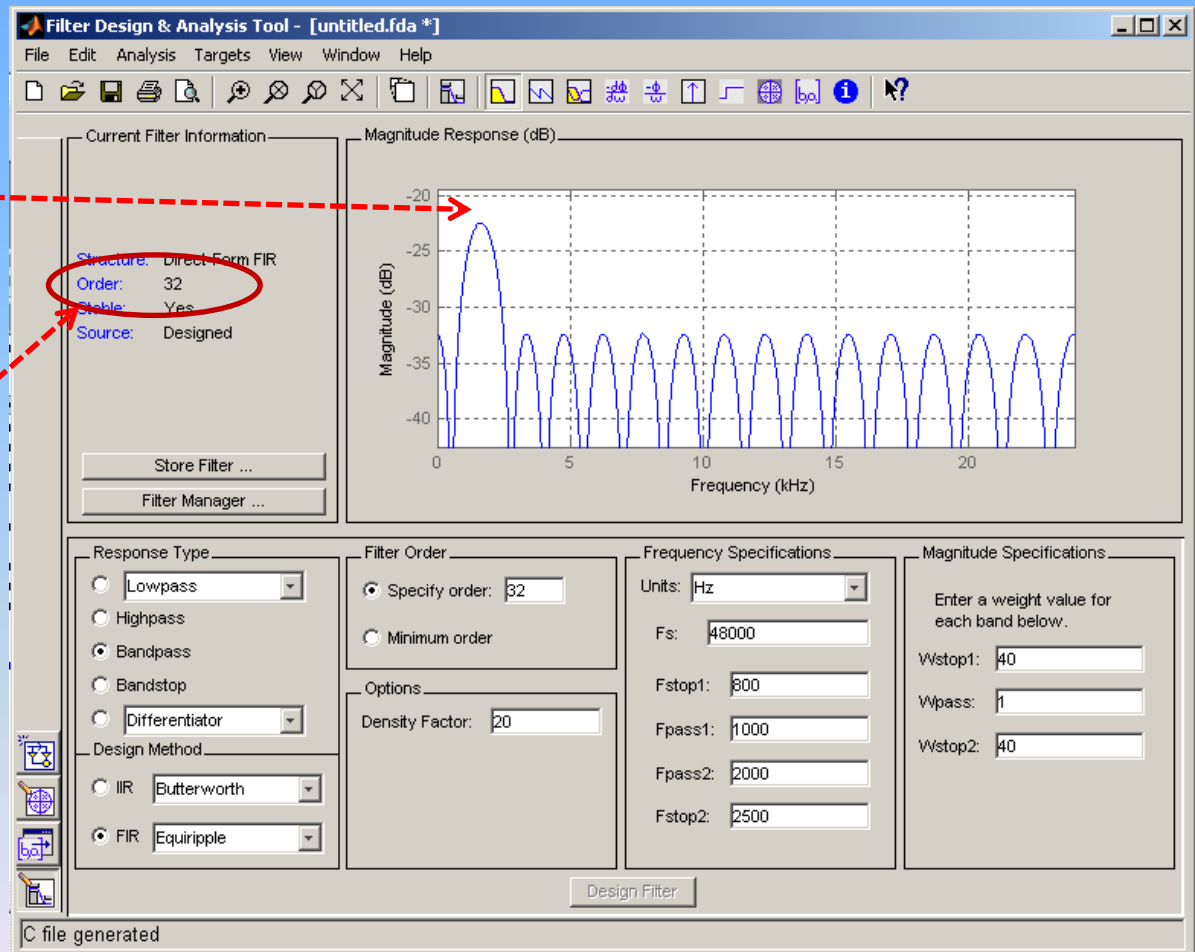 Filter Design & Analysis Tool - [untitled.fda *]
File Edit Analysis Targets View Window Help
Current Filter Information
Structure: Direct-Form FIR
Order: 32
Stable: Yes
Source: Designed
Store Filter ...
Filter Manager ...
Magnitude Response (dB)
-20
-25
-30
-35
-40
Magnitude (dB)
0 5 10 15 20
Frequency (kHz)
Response Type
Lowpass
Highpass
Bandpass
Bandstop
Differentiator
Design Method
IIR Butterworth
FIR Equiripple
Filter Order
Specify order: 32
Minimum order
Options
Density Factor: 20
Frequency Specifications
Units: Hz
Fs: 48000
Fstop1: 800
Fpass1: 1000
Fpass2: 2000
Fstop2: 2500
Magnitude Specifications
Enter a weight value for
each band below.
Wstop1: 40
Wpass: 1
Wstop2: 40
Design Filter
C file generated